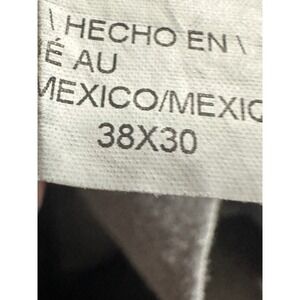 \ HECHO EN \
É AU
MEXICO/MEXIC
38X30